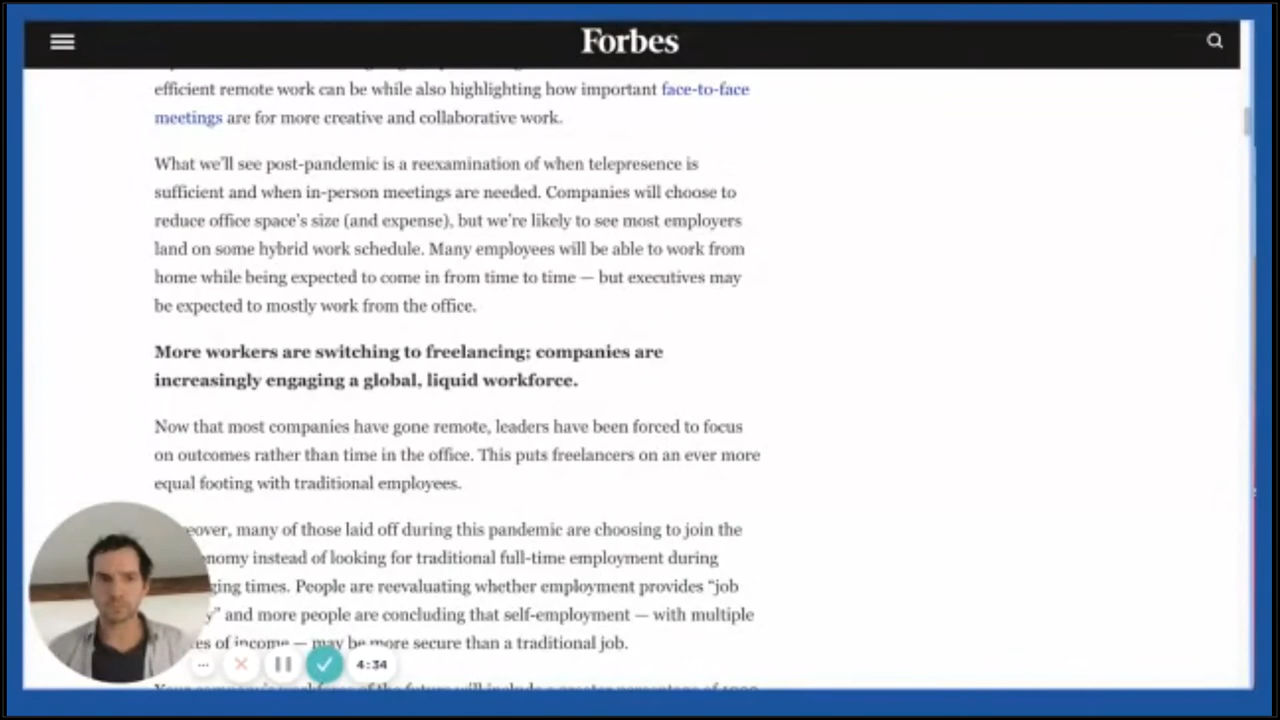 Forbes
efficient remote work can be while also highlighting how important face-to-face
meetings are for more creative and collaborative work.
What we'll see post-pandemic is a reexamination of when telepresence is
sufficient and when in-person meetings are needed. Companies will choose to
reduce office space's size (and expense), but we're likely to see most employers
land on some hybrid work schedule. Many employees will be able to work from
home while being expected to come in from time to time — but executives may
be expected to mostly work from the office.
More workers are switching to freelancing; companies are
increasingly engaging a global, liquid workforce.
Now that most companies have gone remote, leaders have been forced to focus
on outcomes rather than time in the office. This puts freelancers on an ever more
equal footing with traditional employees.
eover, many of those laid off during this pandemic are choosing to join the
onomy instead of looking for traditional full-time employment during
ging times. People are reevaluating whether employment provides “job
y” and more people are concluding that self-employment — with multiple
es of income — may be more secure than a traditional job.
4:34